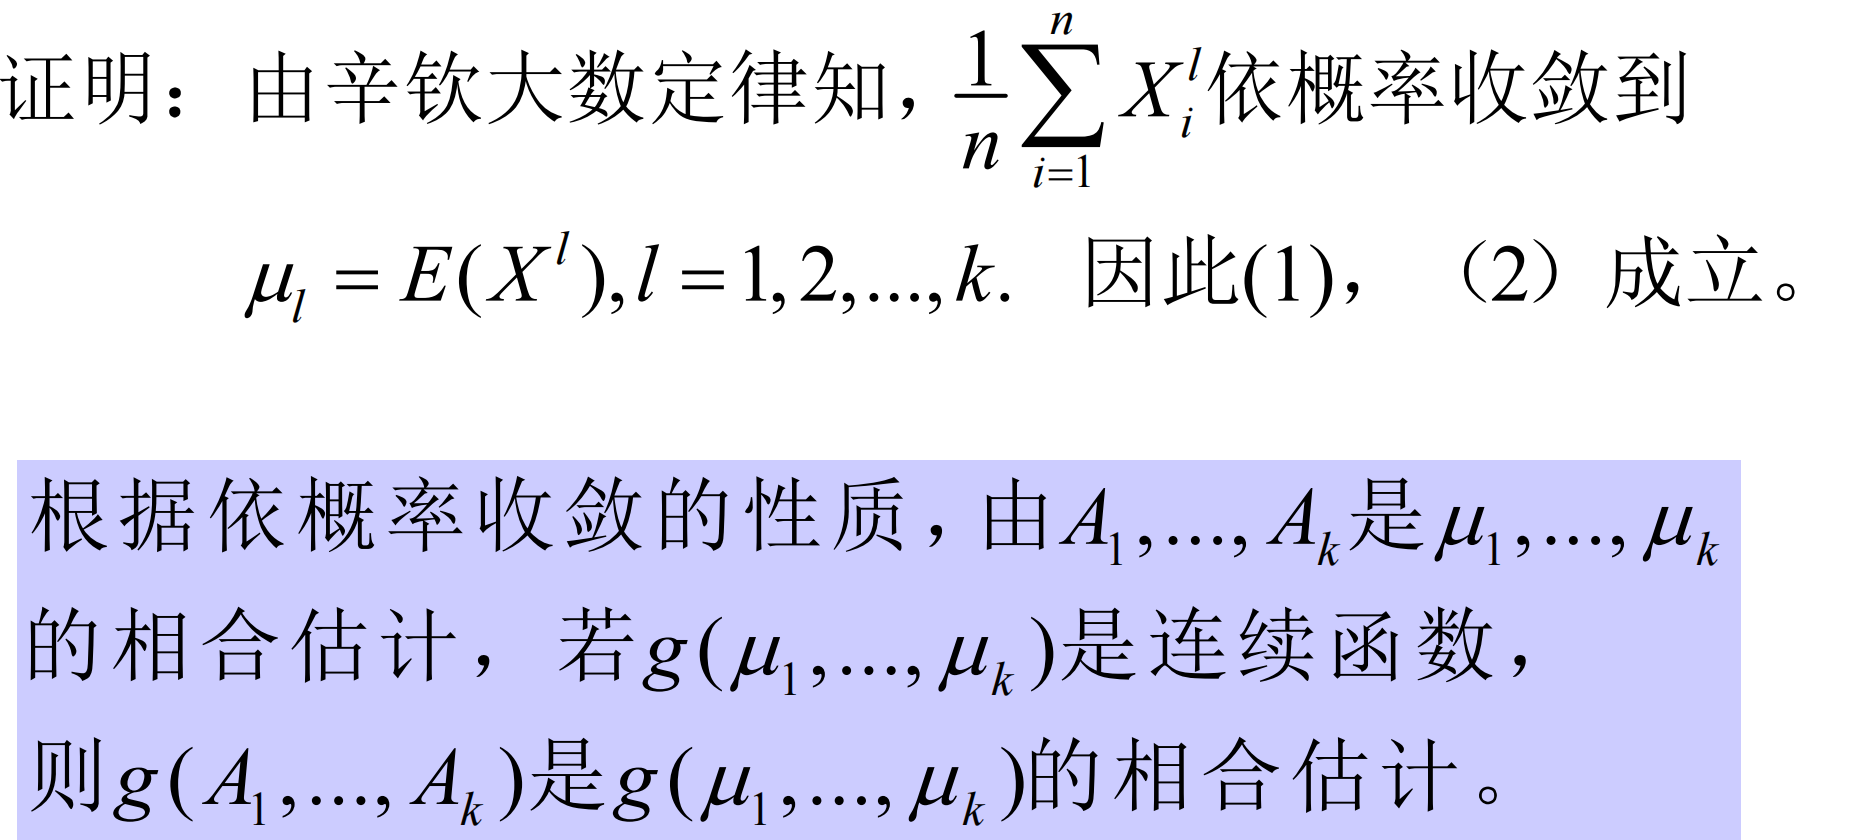 证明：由辛钦大数定律知，$\frac{1}{n}\sum_{i=1}^{n} X_i^l$依概率收敛到
$\mu_l = E(X^l), l = 1, 2, ..., k.$ 因此(1)，（2）成立。
根据依概率收敛的性质，由$A_1, ..., A_k$是$\mu_1, ..., \mu_k$
的相合估计，若$g(\mu_1, ..., \mu_k)$是连续函数，
则$g(A_1, ..., A_k)$是$g(\mu_1, ..., \mu_k)$的相合估计。